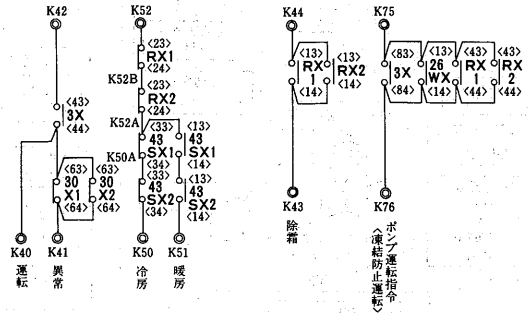 K42
<43>
3X
<44>
<63>
30
X1
<64>
<63>
30
X2
<64>
K40
運転
K41
異常
K52
<23>
RX1
<24>
K52B
<23>
RX2
<24>
K52A
<33>
43
SX1
<34>
<13>
43
SX1
<14>
K50A
<33>
43
SX2
<34>
<13>
43
SX2
<14>
K50
冷房
K51
暖房
K44
<13>
RX
1
<14>
<13>
RX2
<14>
K43
除霜
K75
<83>
3X
<84>
<13>
26
WX
<14>
<43>
RX
1
<44>
<43>
RX
2
<44>
K76
ポンプ運転指令
<凍結防止運転>